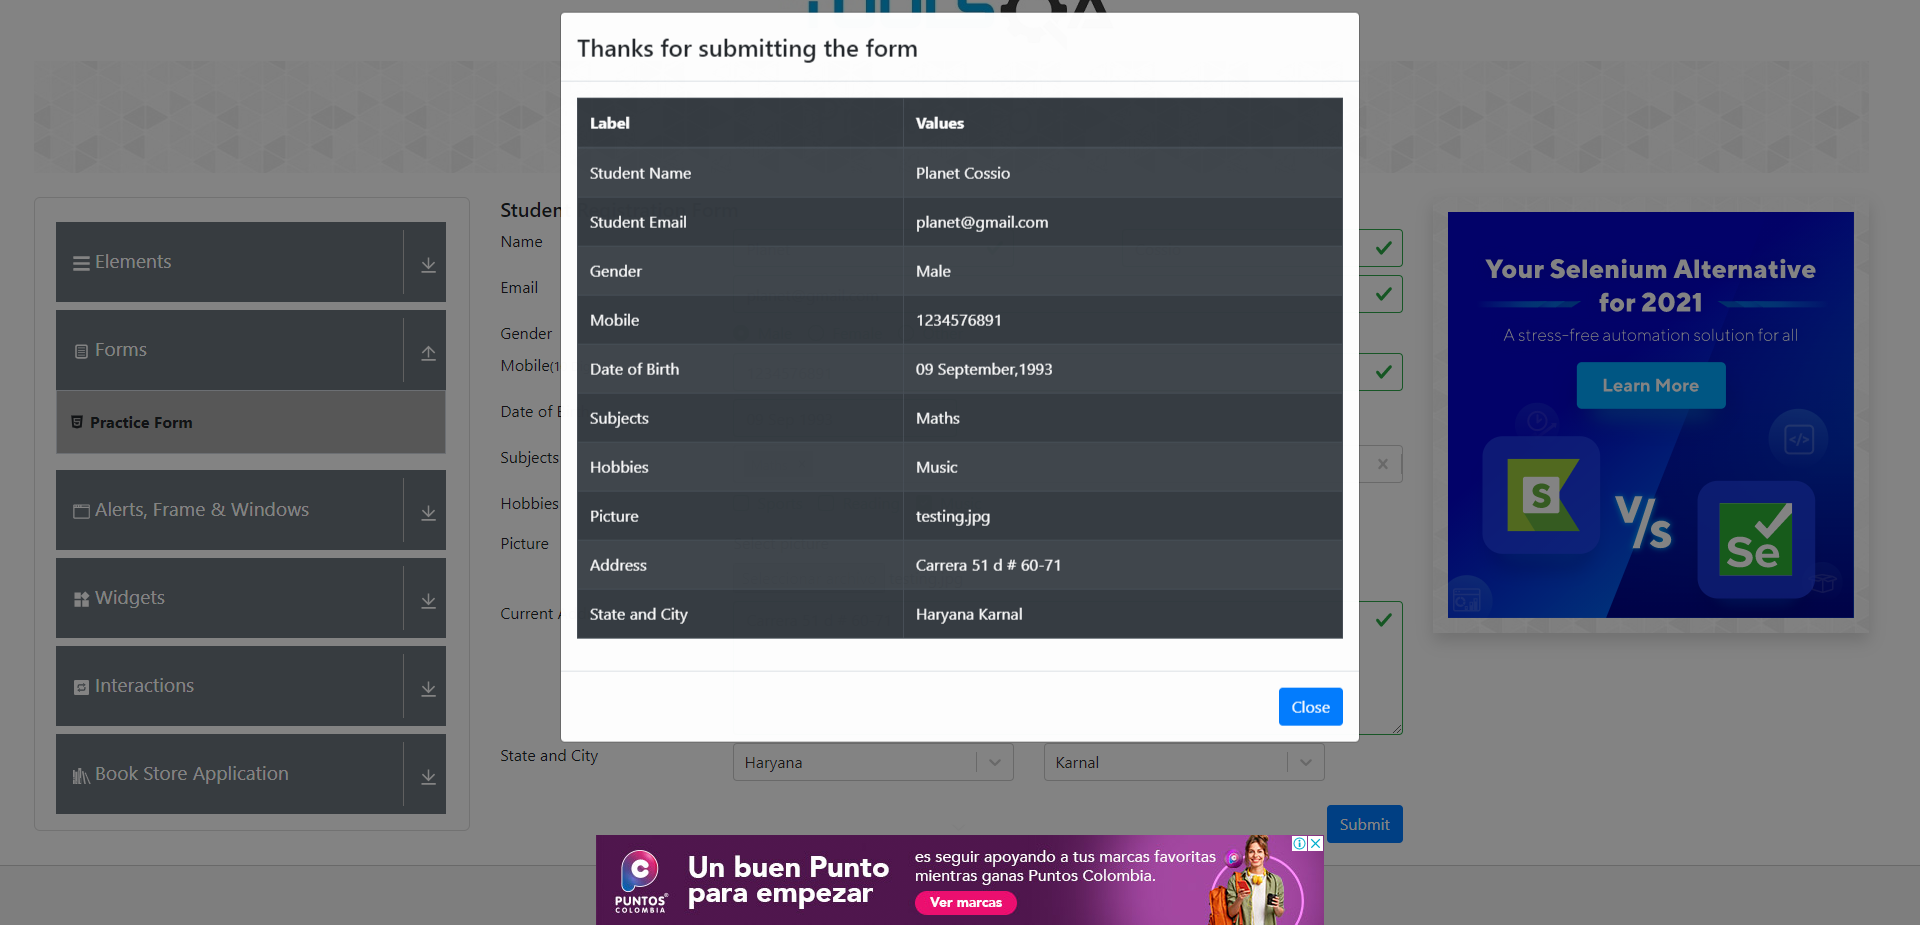 TOOLSQA
Thanks for submitting the form
Label Values
Student Name Planet Cossio
Student Email planet@gmail.com
Gender Male
Mobile 1234576891
Date of Birth 09 September,1993
Subjects Maths
Hobbies Music
Picture testing.jpg
Address Carrera 51 d # 60-71
State and City Haryana Karnal
Close
Elements
Forms
Practice Form
Alerts, Frame & Windows
Widgets
Interactions
Book Store Application
Studen
Name
Email
Gender
Mobile(1
Date of B
Subjects
Hobbies
Picture
Current A
State and City
Haryana
Karnal
Submit
Your Selenium Alternative
for 2021
A stress-free automation solution for all
Learn More
S
V/s
Se
PUNTOS
COLOMBIA
Un buen Punto
para empezar
es seguir apoyando a tus marcas favoritas
mientras ganas Puntos Colombia.
Ver marcas